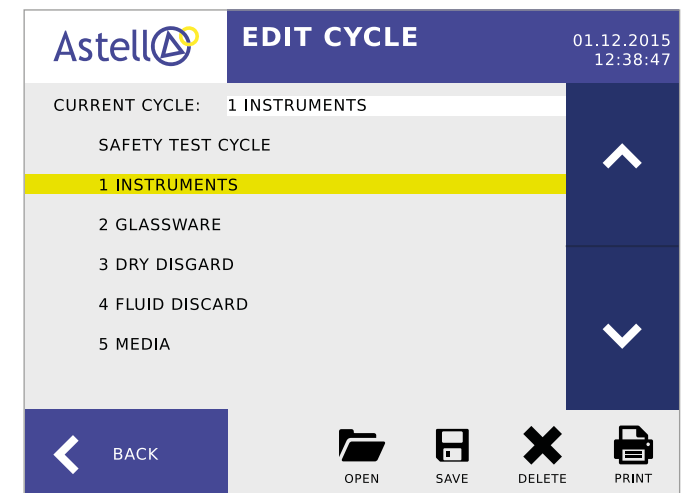 Astell
EDIT CYCLE
01.12.2015
12:38:47
CURRENT CYCLE: 1 INSTRUMENTS
SAFETY TEST CYCLE
1 INSTRUMENTS
2 GLASSWARE
3 DRY DISGARD
4 FLUID DISCARD
5 MEDIA
BACK
OPEN
SAVE
DELETE
PRINT